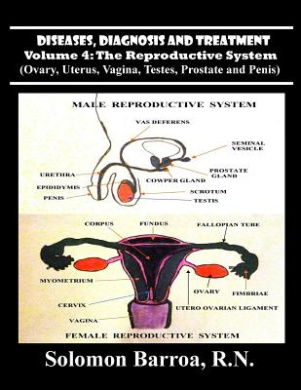 DISEASES, DIAGNOSIS AND TREATMENT
Volume 4: The Reproductive System
(Ovary, Uterus, Vagina, Testes, Prostate and Penis)
MALE REPRODUCTIVE SYSTEM
VAS DEFERENS
SEMINAL
VESICLE
PROSTATE
GLAND
COWPER GLAND
URETHRA
EPIDIDYMIS
PENIS
SCROTUM
TESTIS
CORPUS
FUNDUS
FALLOPIAN TUBE
MYOMETRIUM
OVARY
FIMBRIAE
CERVIX
UTERO OVARIAN LIGAMENT
VAGINA
FEMALE REPRODUCTIVE SYSTEM
Solomon Barroa, R.N.